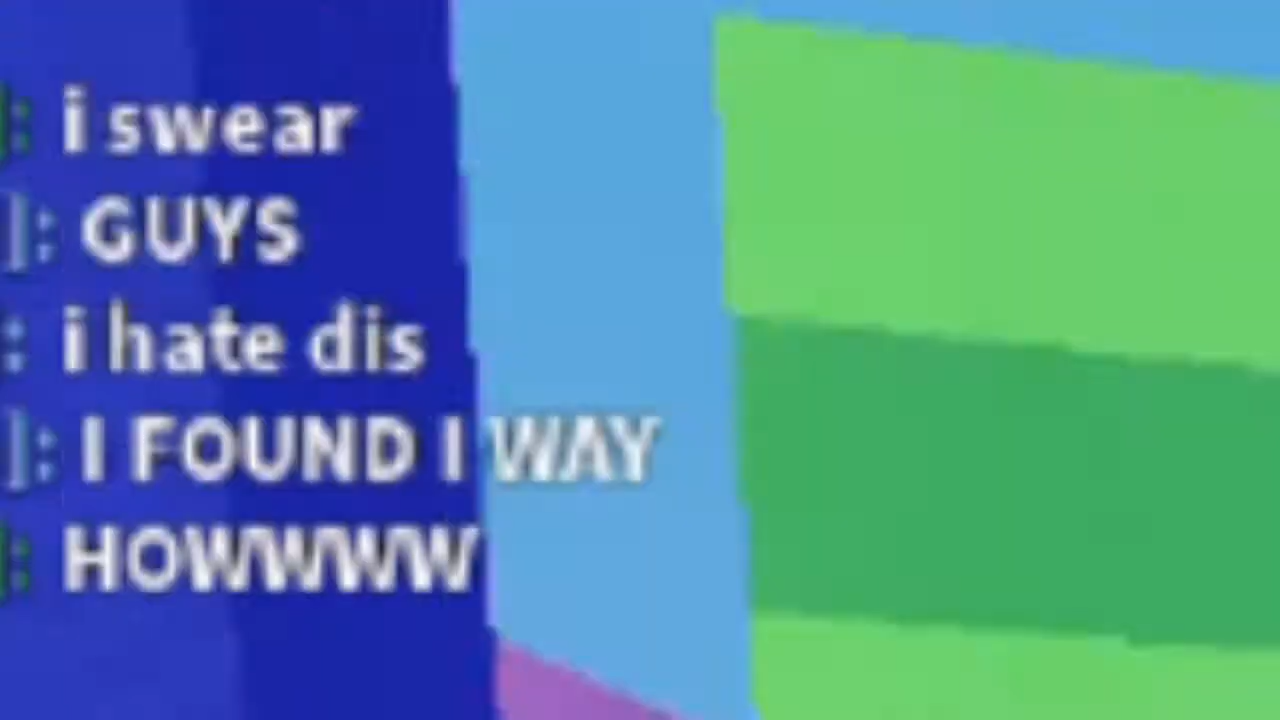 ]: i swear
]: GUYS
: i hate dis
]: I FOUND I WAY
]: HOWWWW